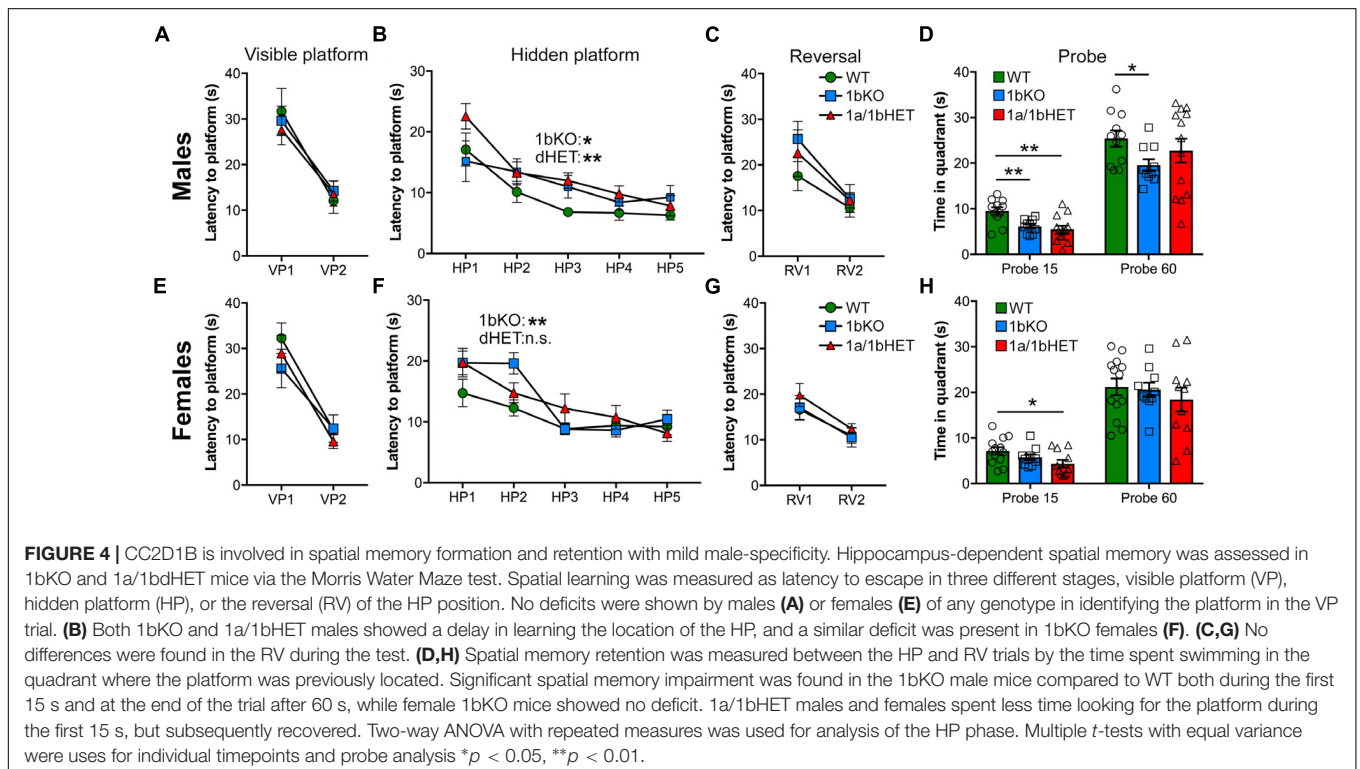 A
Visible platform
B
Hidden platform
C
Reversal
D
Probe
Males
Latency to platform (s)
40
30
20
10
0
VP1 VP2
Latency to platform (s)
30
20
10
0
1bKO: *
dHET: **
HP1 HP2 HP3 HP4 HP5
Latency to platform (s)
40
30
20
10
0
WT
1bKO
1a/1bHET
RV1 RV2
Time in quadrant (s)
40
30
20
10
0
WT
1bKO
1a/1bHET
**
**
*
Probe 15 Probe 60
E
F
G
H
Females
Latency to platform (s)
40
30
20
10
0
VP1 VP2
Latency to platform (s)
30
20
10
0
1bKO: **
dHET:n.s.
HP1 HP2 HP3 HP4 HP5
Latency to platform (s)
40
30
20
10
0
WT
1bKO
1a/1bHET
RV1 RV2
Time in quadrant (s)
40
30
20
10
0
WT
1bKO
1a/1bHET
*
Probe 15 Probe 60
FIGURE 4 | CC2D1B is involved in spatial memory formation and retention with mild male-specificity. Hippocampus-dependent spatial memory was assessed in
1bKO and 1a/1bdHET mice via the Morris Water Maze test. Spatial learning was measured as latency to escape in three different stages, visible platform (VP),
hidden platform (HP), or the reversal (RV) of the HP position. No deficits were shown by males (A) or females (E) of any genotype in identifying the platform in the VP
trial. (B) Both 1bKO and 1a/1bHET males showed a delay in learning the location of the HP, and a similar deficit was present in 1bKO females (F). (C,G) No
differences were found in the RV during the test. (D,H) Spatial memory retention was measured between the HP and RV trials by the time spent swimming in the
quadrant where the platform was previously located. Significant spatial memory impairment was found in the 1bKO male mice compared to WT both during the first
15 s and at the end of the trial after 60 s, while female 1bKO mice showed no deficit. 1a/1bHET males and females spent less time looking for the platform during
the first 15 s, but subsequently recovered. Two-way ANOVA with repeated measures was used for analysis of the HP phase. Multiple t-tests with equal variance
were uses for individual timepoints and probe analysis *p < 0.05, **p < 0.01.